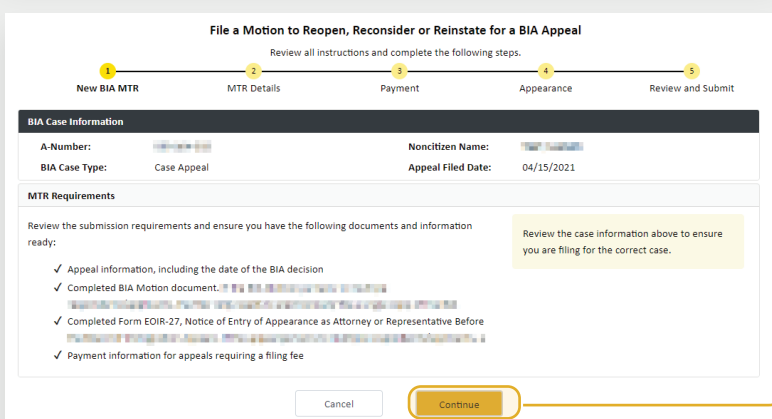 File a Motion to Reopen, Reconsider or Reinstate for a BIA Appeal
Review all instructions and complete the following steps.
1 2 3 4 5
New BIA MTR MTR Details Payment Appearance Review and Submit
BIA Case Information
A-Number: Noncitizen Name:
BIA Case Type: Case Appeal Appeal Filed Date: 04/15/2021
MTR Requirements
Review the submission requirements and ensure you have the following documents and information
ready:
Review the case information above to ensure
you are filing for the correct case.
✓ Appeal information, including the date of the BIA decision
✓ Completed BIA Motion document.
✓ Completed Form EOIR-27, Notice of Entry of Appearance as Attorney or Representative Before
✓ Payment information for appeals requiring a filing fee
Cancel Continue